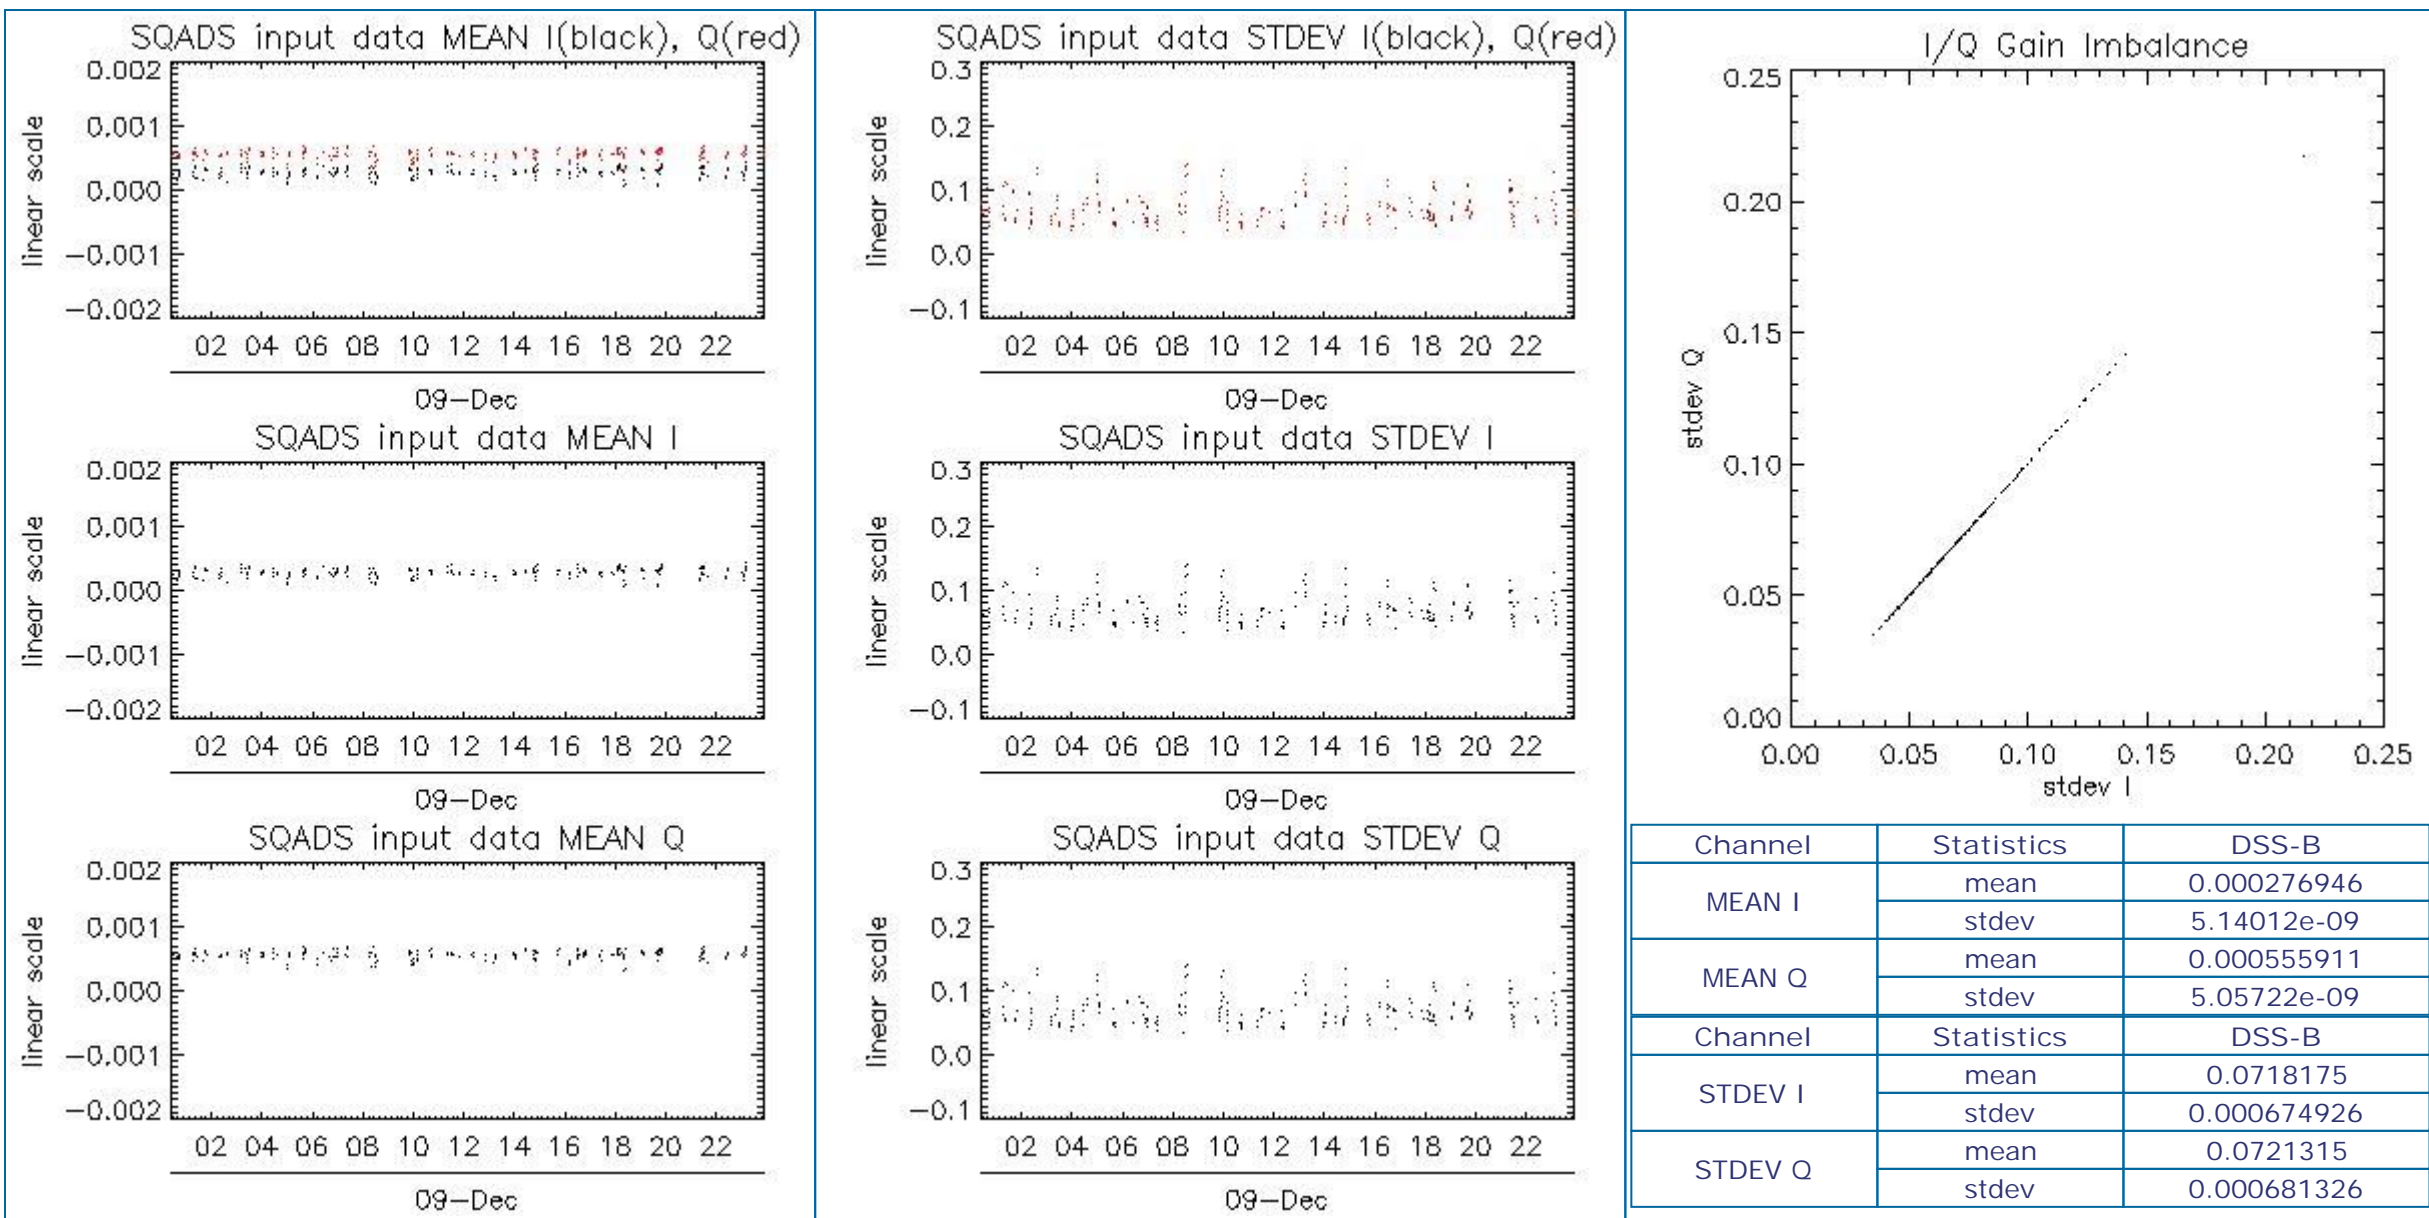 SQADS input data MEAN I(black), Q(red)
0.002
0.001
0.000
−0.001
−0.002
linear scale
02 04 06 08 10 12 14 16 18 20 22
09−Dec
SQADS input data MEAN I
0.002
0.001
0.000
−0.001
−0.002
linear scale
02 04 06 08 10 12 14 16 18 20 22
09−Dec
SQADS input data MEAN Q
0.002
0.001
0.000
−0.001
−0.002
linear scale
02 04 06 08 10 12 14 16 18 20 22
09−Dec
SQADS input data STDEV I(black), Q(red)
0.3
0.2
0.1
0.0
−0.1
linear scale
02 04 06 08 10 12 14 16 18 20 22
09−Dec
SQADS input data STDEV I
0.3
0.2
0.1
0.0
−0.1
linear scale
02 04 06 08 10 12 14 16 18 20 22
09−Dec
SQADS input data STDEV Q
0.3
0.2
0.1
0.0
−0.1
linear scale
02 04 06 08 10 12 14 16 18 20 22
09−Dec
I/Q Gain Imbalance
0.25
0.20
0.15
0.10
0.05
0.00
stdev Q
0.00 0.05 0.10 0.15 0.20 0.25
stdev I
Channel Statistics DSS-B
MEAN I mean 0.000276946
stdev 5.14012e-09
MEAN Q mean 0.000555911
stdev 5.05722e-09
Channel Statistics DSS-B
STDEV I mean 0.0718175
stdev 0.000674926
STDEV Q mean 0.0721315
stdev 0.000681326